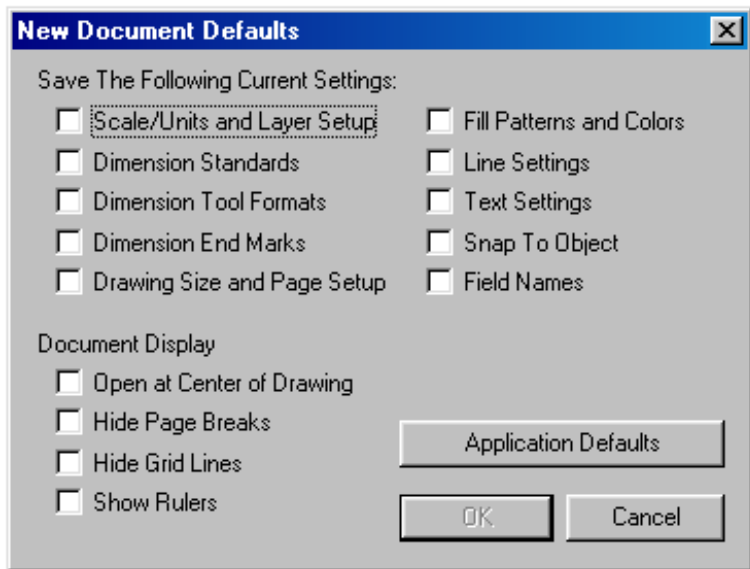 New Document Defaults
Save The Following Current Settings:
Scale/Units and Layer Setup
Dimension Standards
Dimension Tool Formats
Dimension End Marks
Drawing Size and Page Setup
Fill Patterns and Colors
Line Settings
Text Settings
Snap To Object
Field Names
Document Display
Open at Center of Drawing
Hide Page Breaks
Hide Grid Lines
Show Rulers
Application Defaults
OK
Cancel